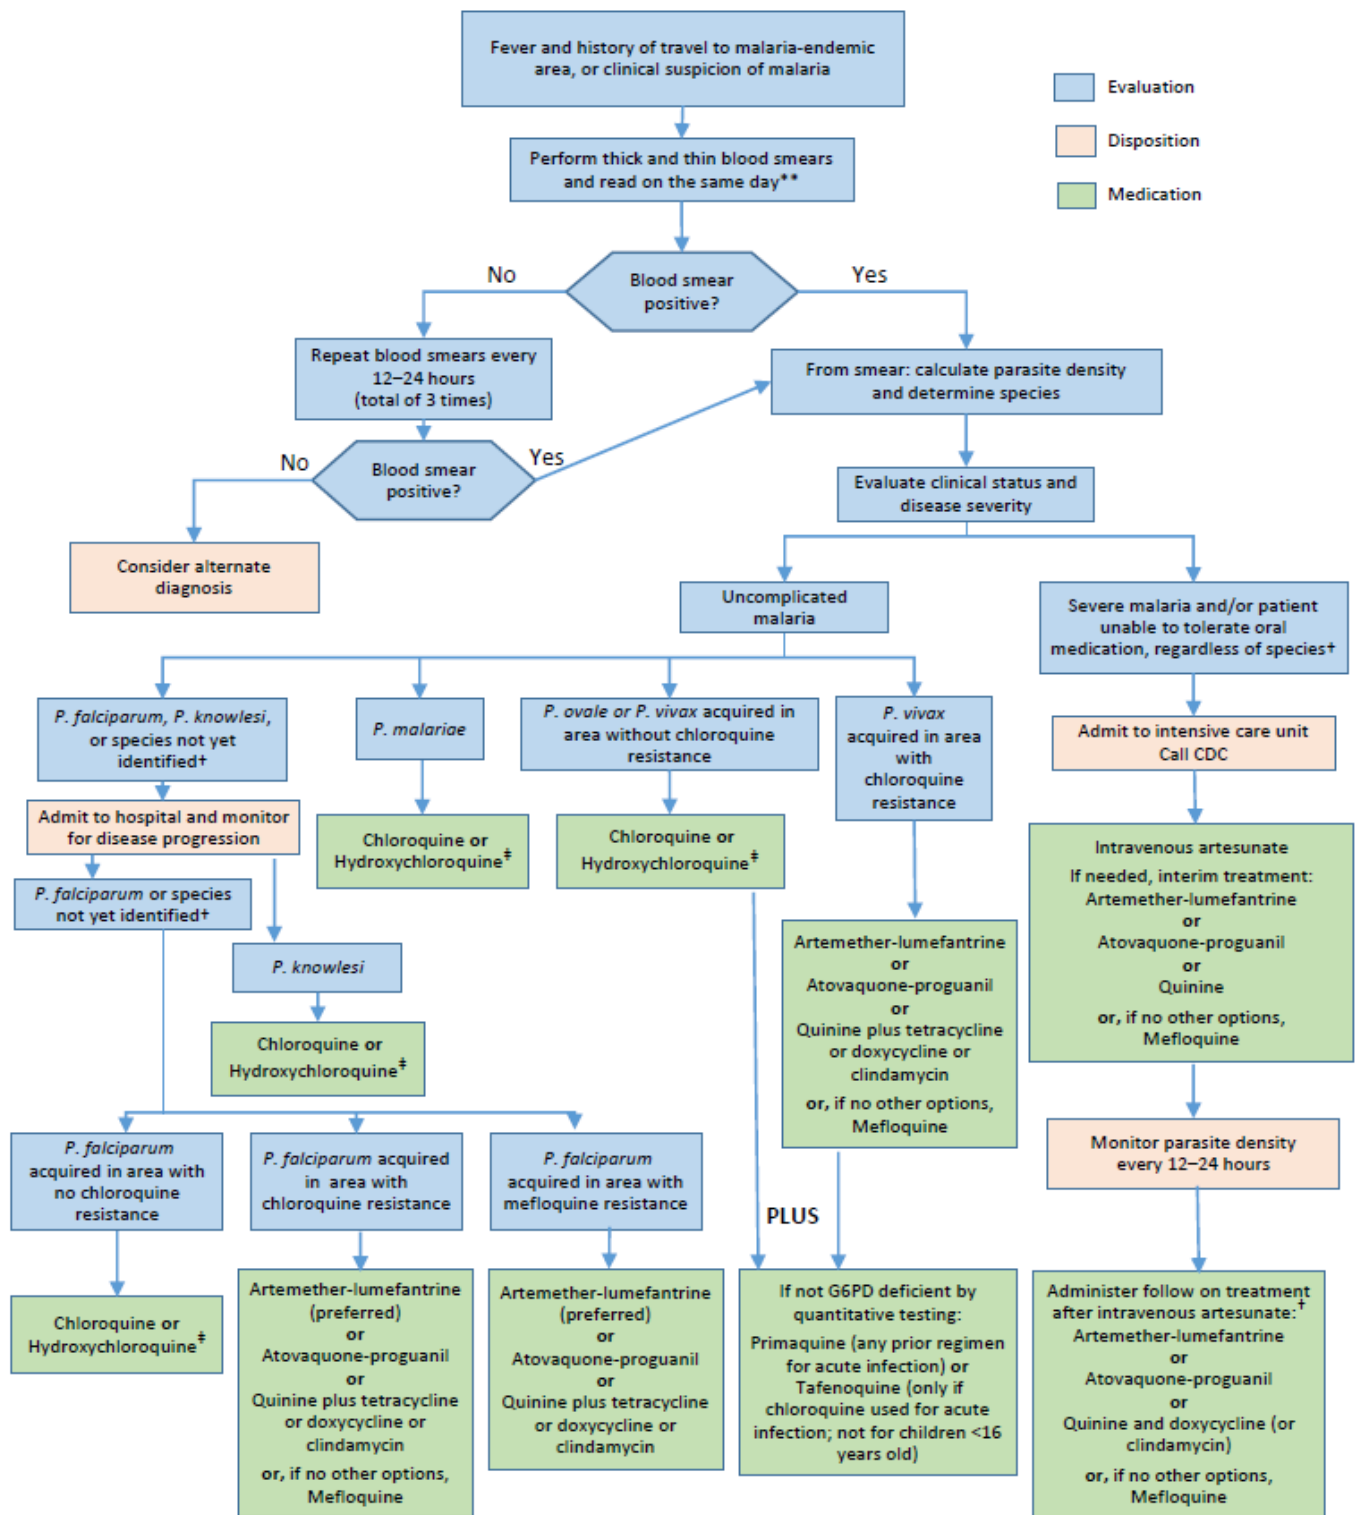 Fever and history of travel to malaria-endemic
area, or clinical suspicion of malaria
Evaluation
Disposition
Medication
Perform thick and thin blood smears
and read on the same day**
Blood smear
positive?
No
Yes
Repeat blood smears every
12–24 hours
(total of 3 times)
From smear: calculate parasite density
and determine species
Blood smear
positive?
No
Yes
Consider alternate
diagnosis
Evaluate clinical status and
disease severity
Uncomplicated
malaria
Severe malaria and/or patient
unable to tolerate oral
medication, regardless of species†
P. falciparum, P. knowlesi,
or species not yet
identified†
P. malariae
P. ovale or P. vivax acquired in
area without chloroquine
resistance
P. vivax
acquired in area
with
chloroquine
resistance
Admit to intensive care unit
Call CDC
Admit to hospital and monitor
for disease progression
Chloroquine or
Hydroxychloroquine‡
Chloroquine or
Hydroxychloroquine‡
P. falciparum or species
not yet identified†
P. knowlesi
Chloroquine or
Hydroxychloroquine‡
Artemether-lumefantrine
or
Atovaquone-proguanil
or
Quinine plus tetracycline
or doxycycline or
clindamycin
or, if no other options,
Mefloquine
Intravenous artesunate
If needed, interim treatment:
Artemether-lumefantrine
or
Atovaquone-proguanil
or
Quinine
or, if no other options,
Mefloquine
Monitor parasite density
every 12–24 hours
P. falciparum
acquired in area with
no chloroquine
resistance
P. falciparum acquired
in area with
chloroquine resistance
P. falciparum
acquired in area with
mefloquine resistance
PLUS
Chloroquine or
Hydroxychloroquine‡
Artemether-lumefantrine
(preferred)
or
Atovaquone-proguanil
or
Quinine plus tetracycline
or doxycycline or
clindamycin
or, if no other options,
Mefloquine
Artemether-lumefantrine
(preferred)
or
Atovaquone-proguanil
or
Quinine plus tetracycline
or doxycycline or
clindamycin
If not G6PD deficient by
quantitative testing:
Primaquine (any prior regimen
for acute infection) or
Tafenoquine (only if
chloroquine used for acute
infection; not for children <16
years old)
Administer follow on treatment
after intravenous artesunate:†
Artemether-lumefantrine
or
Atovaquone-proguanil
or
Quinine and doxycycline (or
clindamycin)
or, if no other options,
Mefloquine